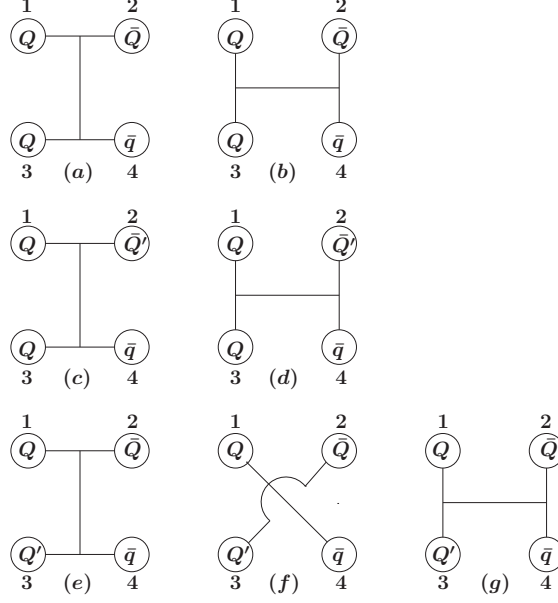 1 2 1 2
Q Q̄ Q Q̄
Q q̄ Q q̄
3 (a) 4 3 (b) 4
1 2 1 2
Q Q̄′ Q Q̄′
Q q̄ Q q̄
3 (c) 4 3 (d) 4
1 2 1 2 1 2
Q Q̄ Q Q̄ Q Q̄
Q′ q̄ Q′ q̄ Q′ q̄
3 (e) 4 3 (f) 4 3 (g) 4